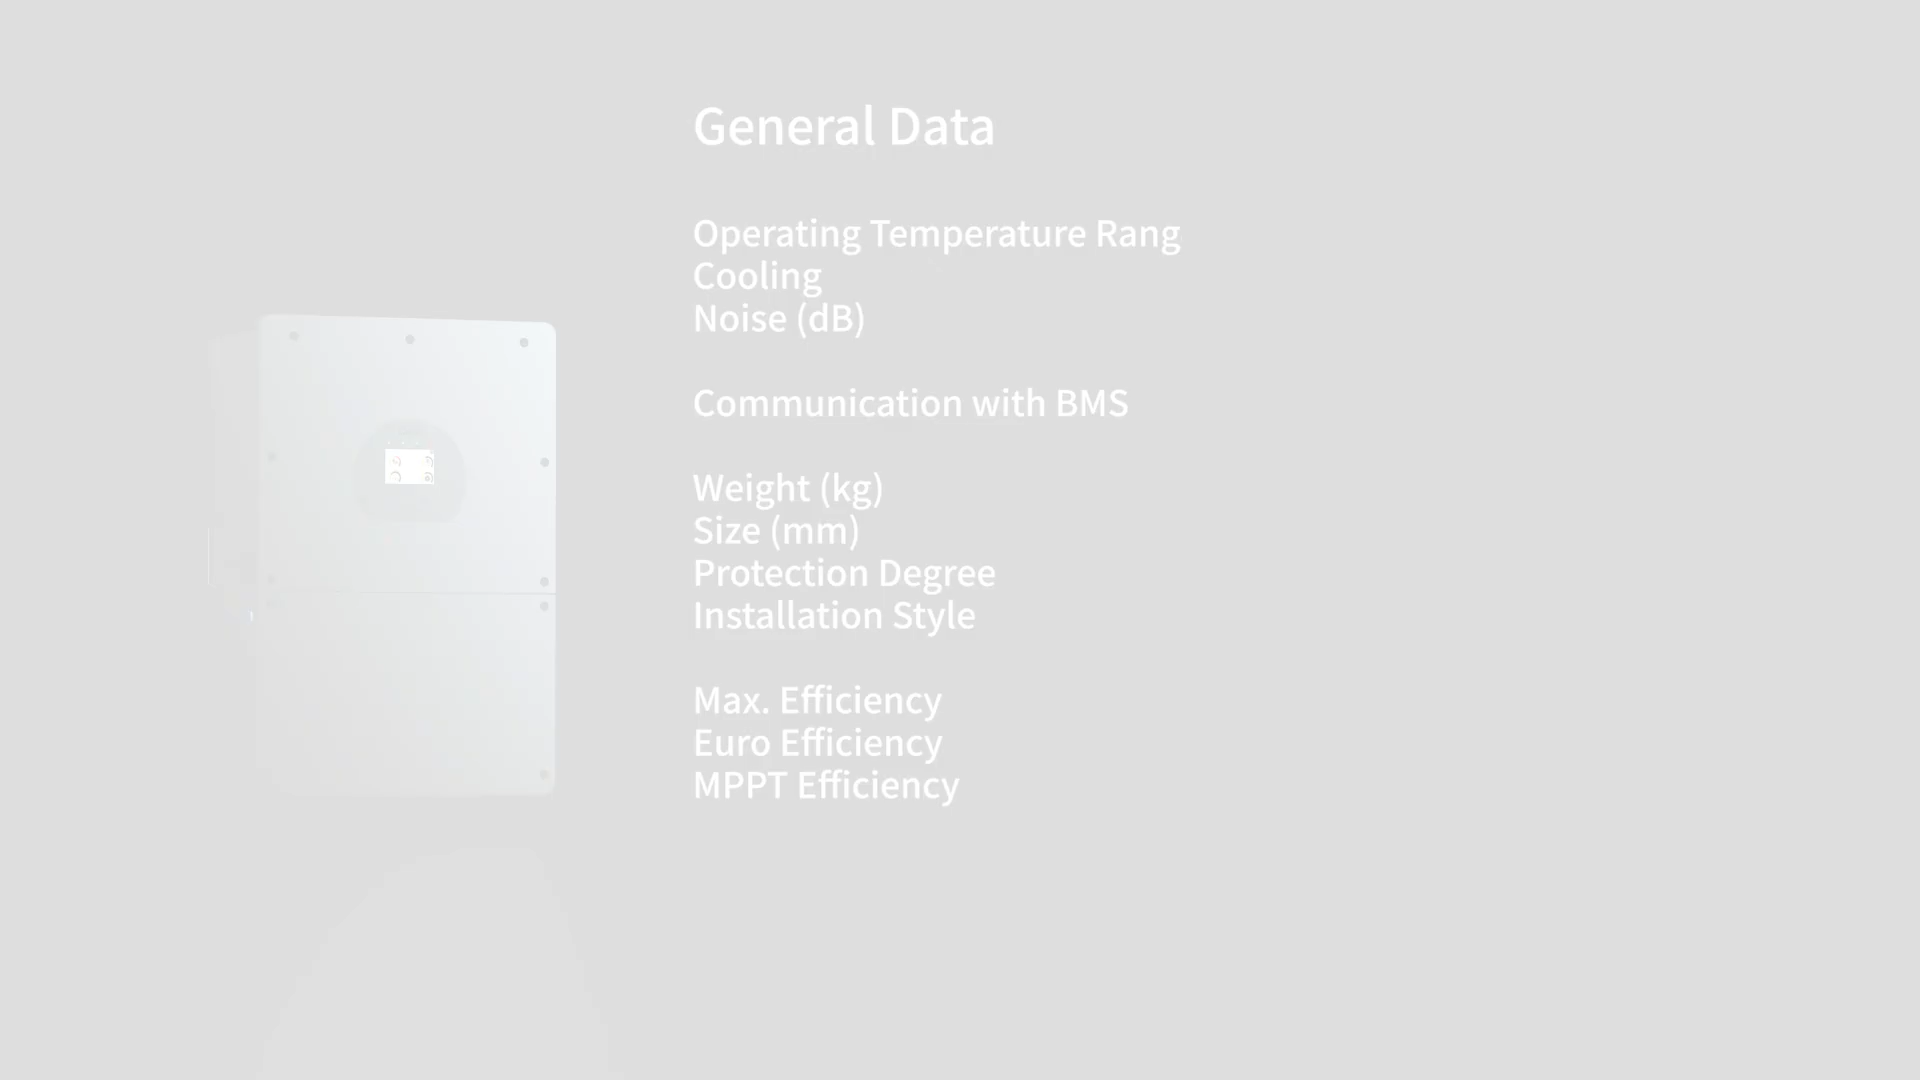 General Data
Operating Temperature Rang
Cooling
Noise (dB)
Communication with BMS
Weight (kg)
Size (mm)
Protection Degree
Installation Style
Max. Efficiency
Euro Efficiency
MPPT Efficiency